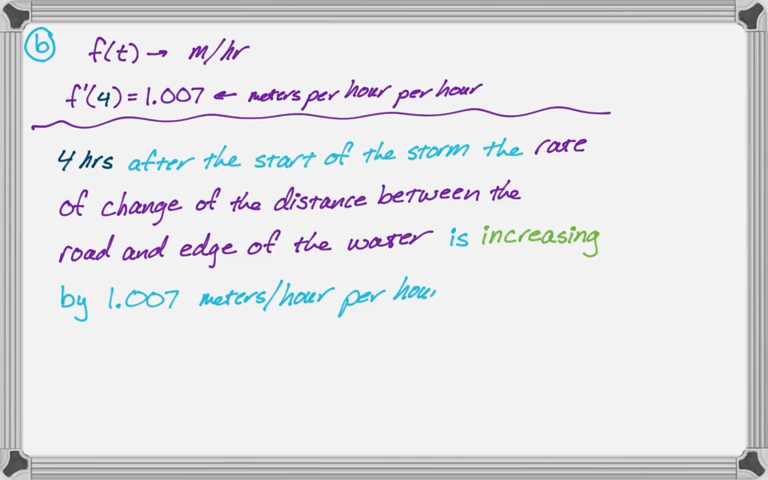 b f(t) → m/hr
f'(4) = 1.007 ← meters per hour per hour
4 hrs after the start of the storm the rate
of change of the distance between the
road and edge of the water is increasing
by 1.007 meters/hour per hour